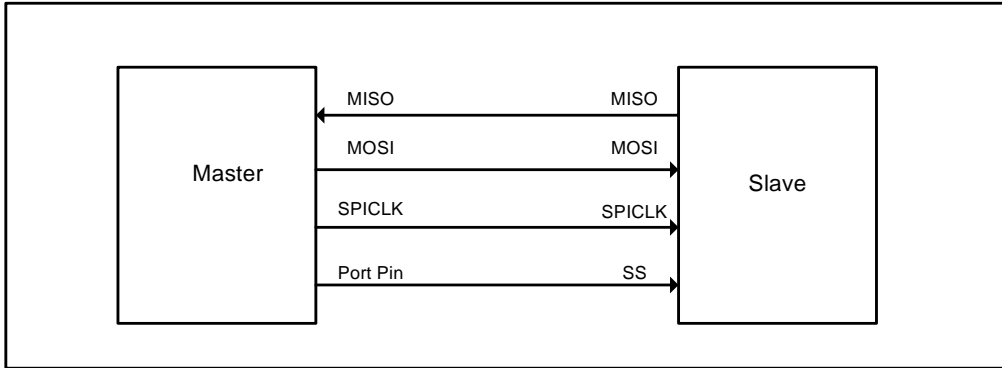 MISO MISO
MOSI MOSI
Master
Slave
SPICLK SPICLK
Port Pin SS